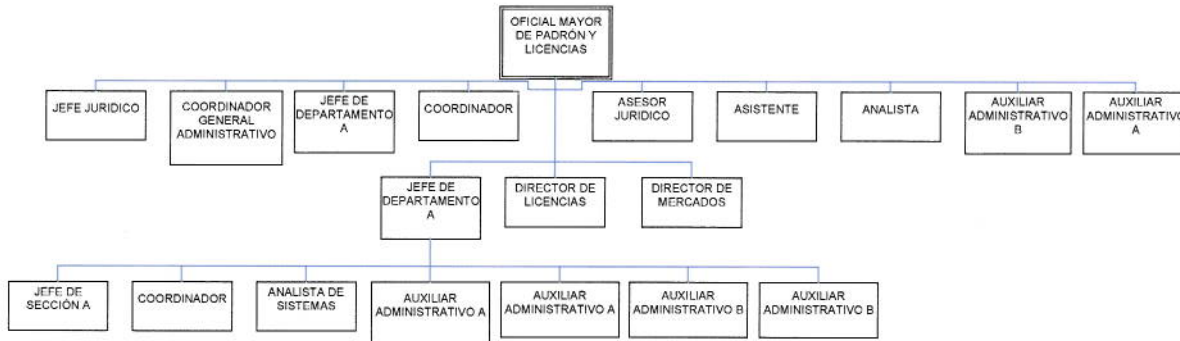 OFICIAL MAYOR
DE PADRÓN Y
LICENCIAS
JEFE JURIDICO
COORDINADOR
GENERAL
ADMINISTRATIVO
JEFE DE
DEPARTAMENTO
A
COORDINADOR
ASESOR
JURIDICO
ASISTENTE
ANALISTA
AUXILIAR
ADMINISTRATIVO
B
AUXILIAR
ADMINISTRATIVO
A
JEFE DE
DEPARTAMENTO
A
DIRECTOR DE
LICENCIAS
DIRECTOR DE
MERCADOS
JEFE DE
SECCIÓN A
COORDINADOR
ANALISTA DE
SISTEMAS
AUXILIAR
ADMINISTRATIVO A
AUXILIAR
ADMINISTRATIVO A
AUXILIAR
ADMINISTRATIVO B
AUXILIAR
ADMINISTRATIVO B